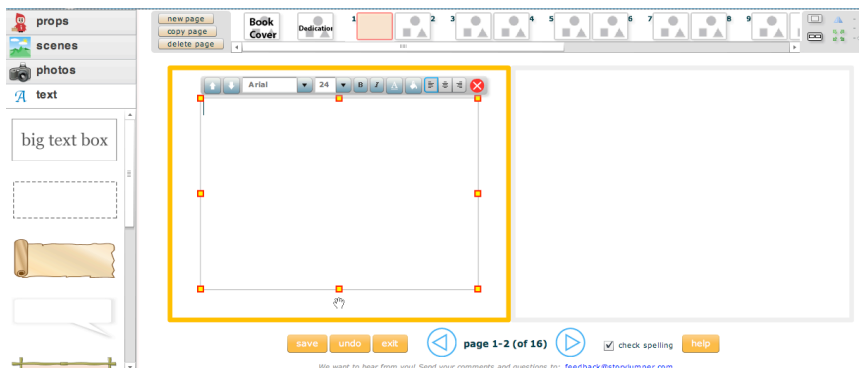 props
scenes
photos
text
big text box
new page
copy page
delete page
Book Cover
Dedication
1
2
3
4
5
6
7
8
9
Arial
24
B
I
save
undo
exit
page 1-2 (of 16)
check spelling
help
We want to hear from you! Send your comments and questions to: feedback@storyjumper.com